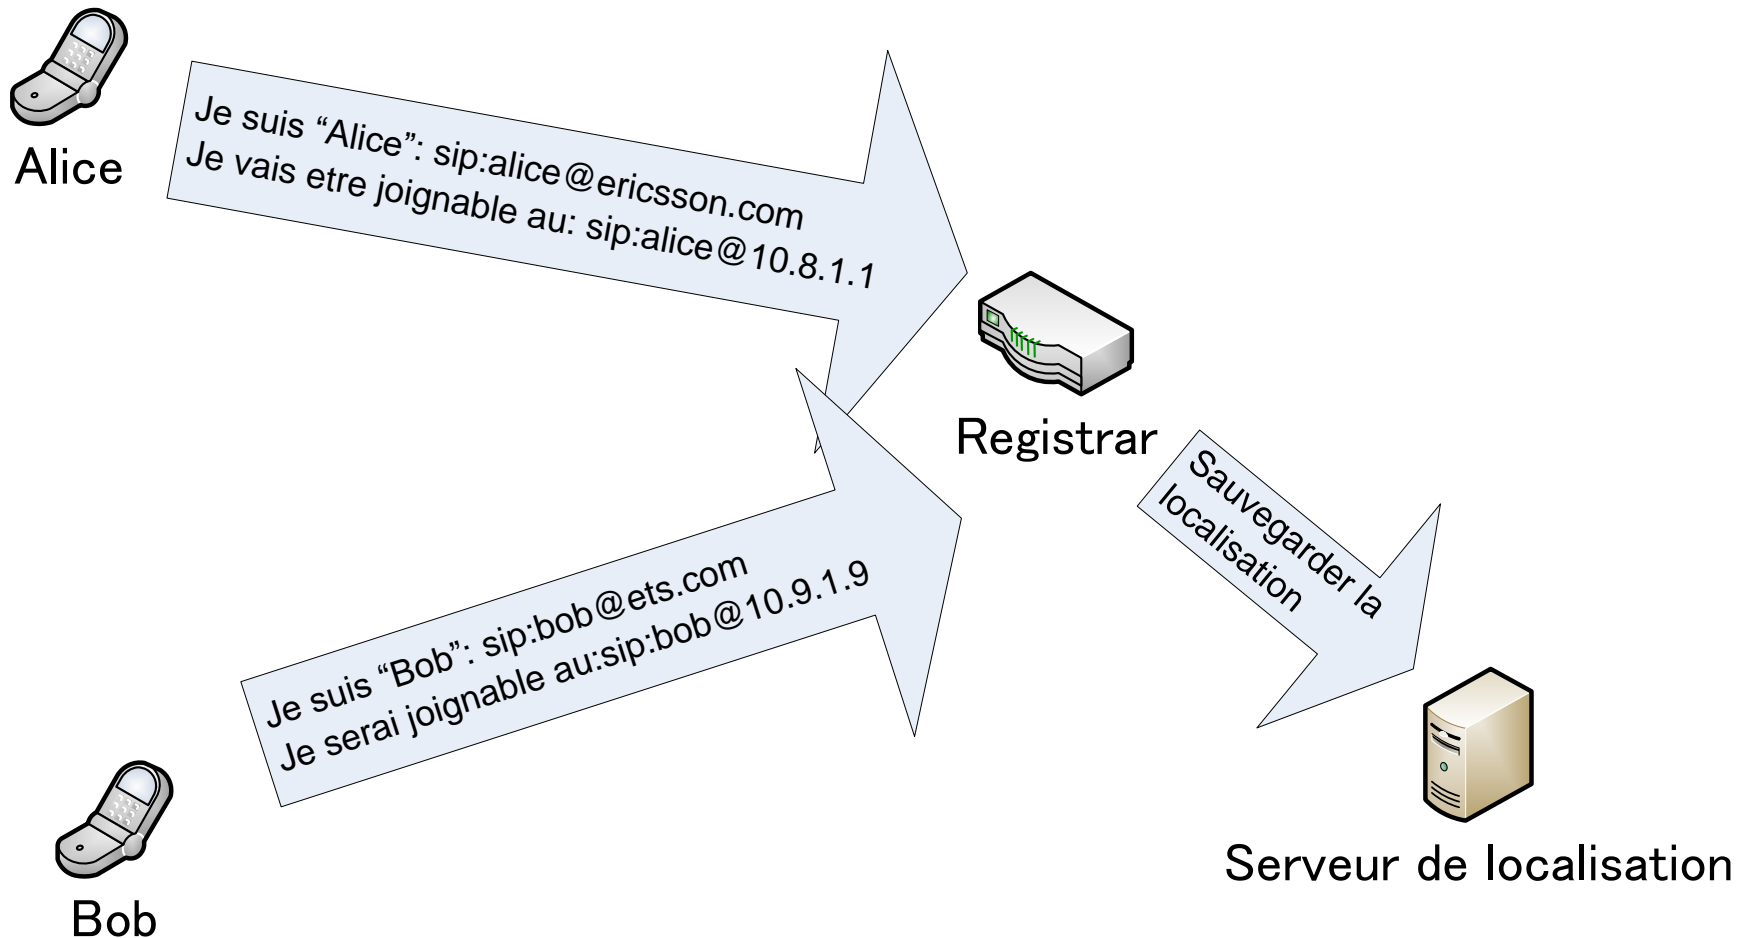 Alice
Je suis “Alice”: sip:alice@ericsson.com
Je vais etre joignable au: sip:alice@10.8.1.1
Registrar
Sauvegarder la
localisation
Je suis “Bob”: sip:bob@ets.com
Je serai joignable au:sip:bob@10.9.1.9
Bob
Serveur de localisation